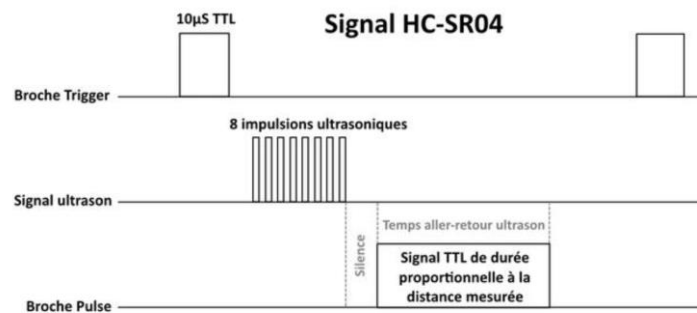 10µS TTL
Signal HC-SR04
Broche Trigger
8 impulsions ultrasoniques
Signal ultrason
Silence
Temps aller-retour ultrason
Signal TTL de durée
proportionnelle à la
distance mesurée
Broche Pulse